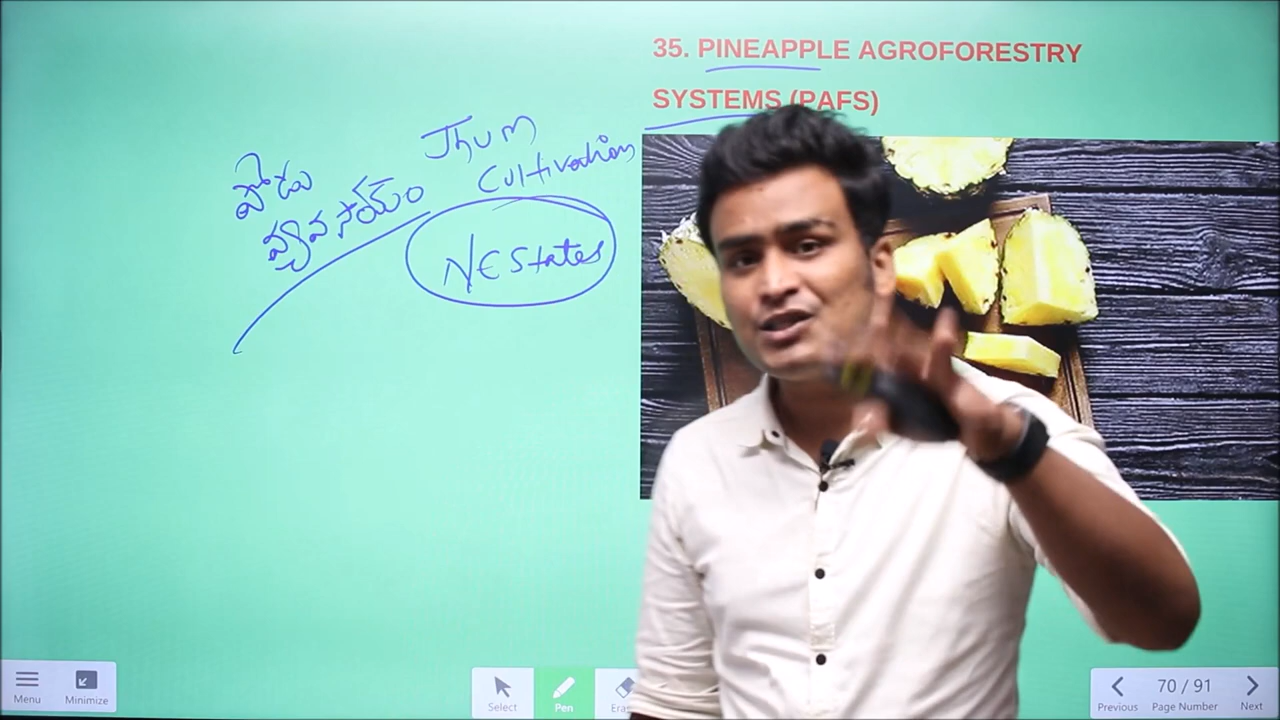 35. PINEAPPLE AGROFORESTRY
SYSTEMS (PAFS)
Jhum
Cultivation
పోడు
వ్యవసాయం
NE States
Menu
Minimize
Select
Pen
Eras
Previous
70 / 91
Page Number
Next